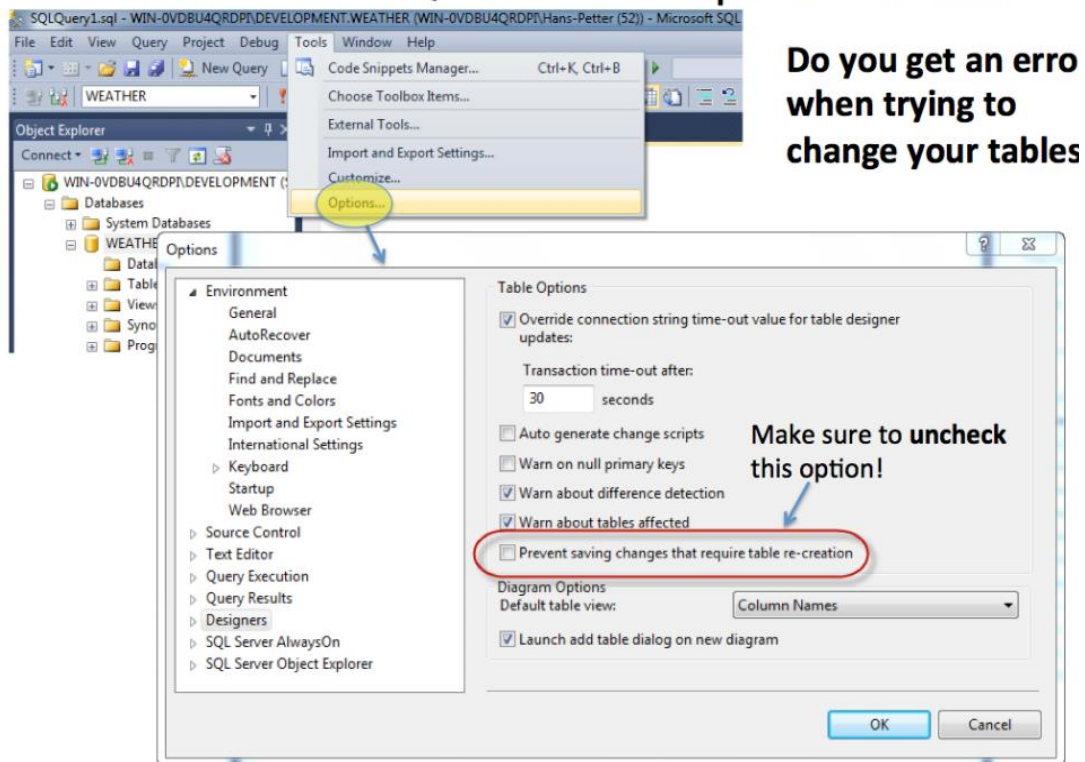 SQLQuery1.sql - WIN-0VDBU4QRDPI\DEVELOPMENT.WEATHER (WIN-0VDBU4QRDPI\Hans-Petter (52)) - Microsoft SQL
File Edit View Query Project Debug Tools Window Help
New Query
Code Snippets Manager... Ctrl+K, Ctrl+B
WEATHER
Choose Toolbox Items...
Do you get an erro
when trying to
change your tables
Object Explorer
External Tools...
Connect
Import and Export Settings...
WIN-0VDBU4QRDPI\DEVELOPMENT (
Customize...
Databases
Options...
System Databases
WEATHE
Datab
Table
View
Syno
Prog
Options
Environment
General
AutoRecover
Documents
Find and Replace
Fonts and Colors
Import and Export Settings
International Settings
Keyboard
Startup
Web Browser
Source Control
Text Editor
Query Execution
Query Results
Designers
SQL Server AlwaysOn
SQL Server Object Explorer
Table Options
Override connection string time-out value for table designer
updates:
Transaction time-out after:
30 seconds
Auto generate change scripts
Warn on null primary keys
Warn about difference detection
Warn about tables affected
Prevent saving changes that require table re-creation
Make sure to uncheck
this option!
Diagram Options
Default table view: Column Names
Launch add table dialog on new diagram
OK Cancel